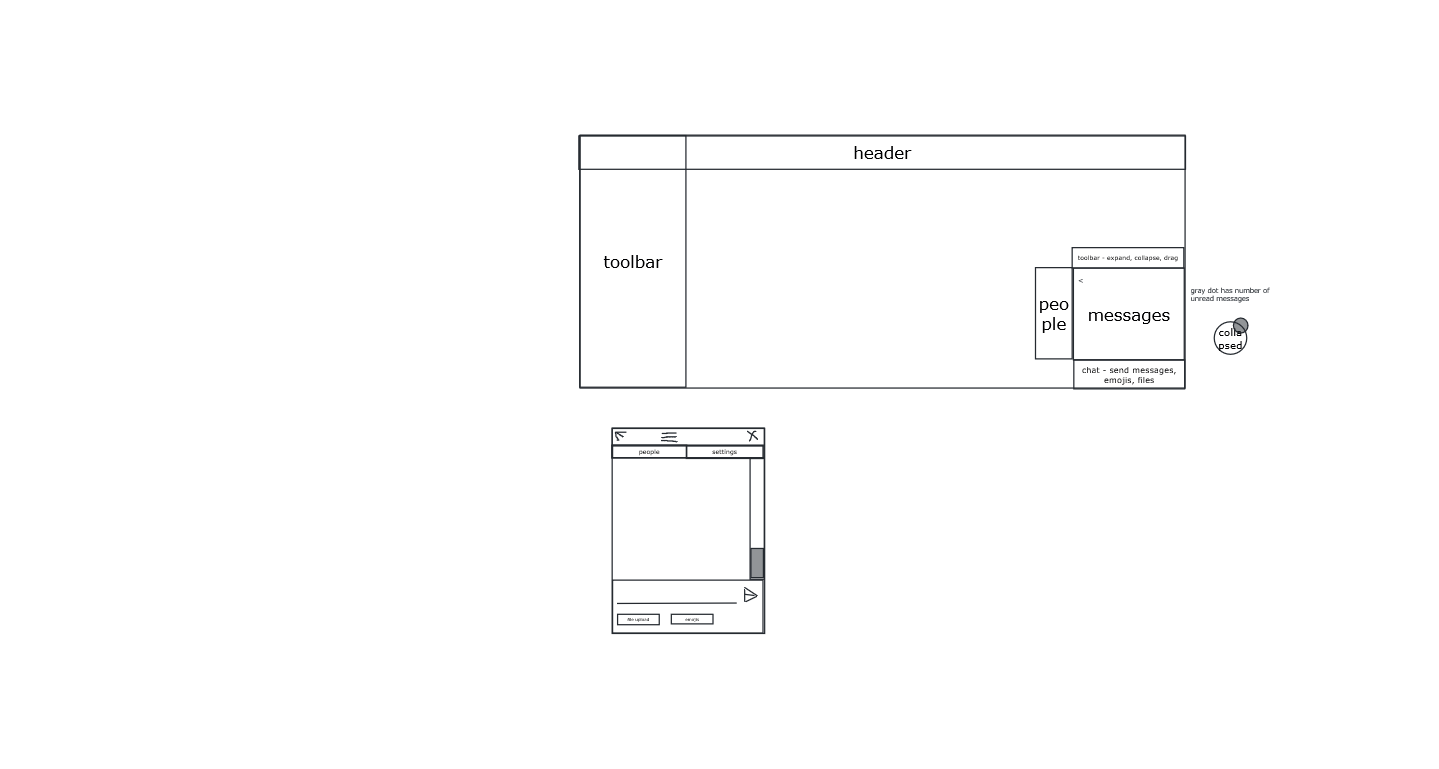 header
toolbar
toolbar - expand, collapse, drag
<
peo
ple
messages
chat - send messages,
emojis, files
gray dot has number of
unread messages
colla
psed
people
settings
file upload
emojis